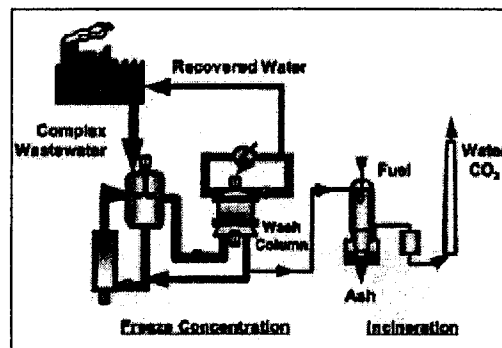 Recovered Water
Complex
Wastewater
Water
CO₂
Fuel
Wash
Column
Ash
Freeze Concentration
Incineration